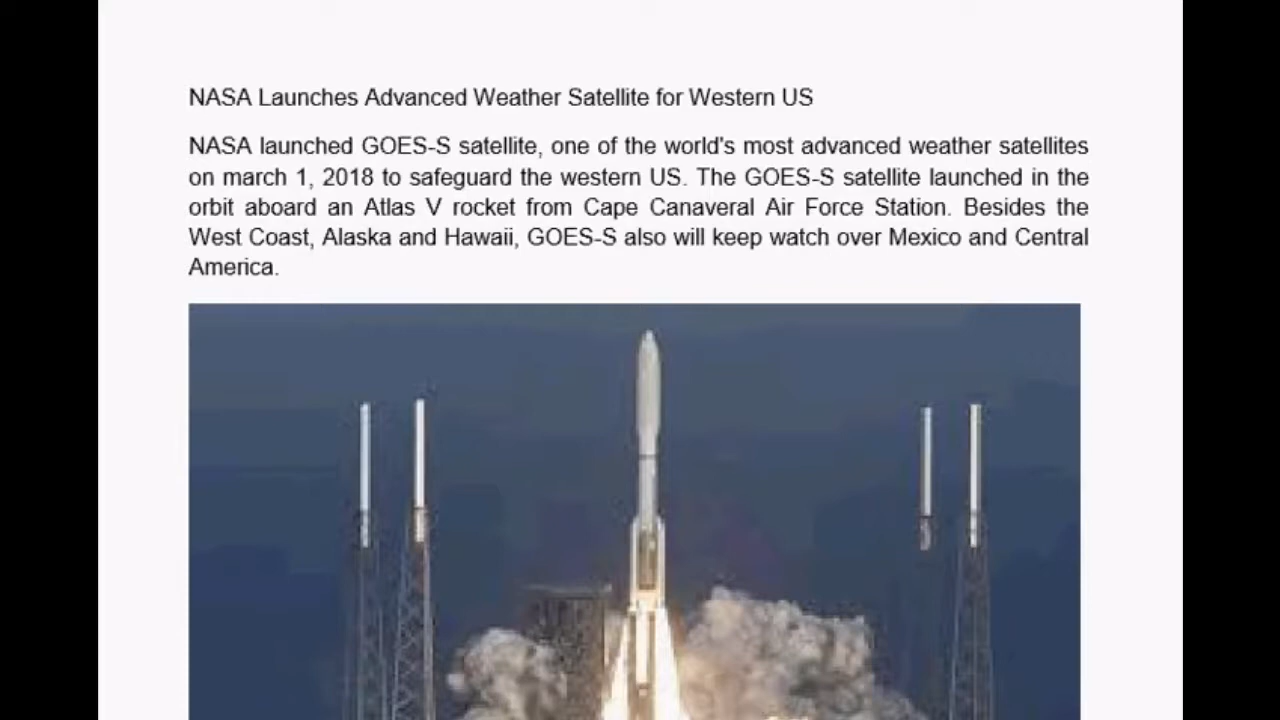 NASA Launches Advanced Weather Satellite for Western US
NASA launched GOES-S satellite, one of the world's most advanced weather satellites
on march 1, 2018 to safeguard the western US. The GOES-S satellite launched in the
orbit aboard an Atlas V rocket from Cape Canaveral Air Force Station. Besides the
West Coast, Alaska and Hawaii, GOES-S also will keep watch over Mexico and Central
America.